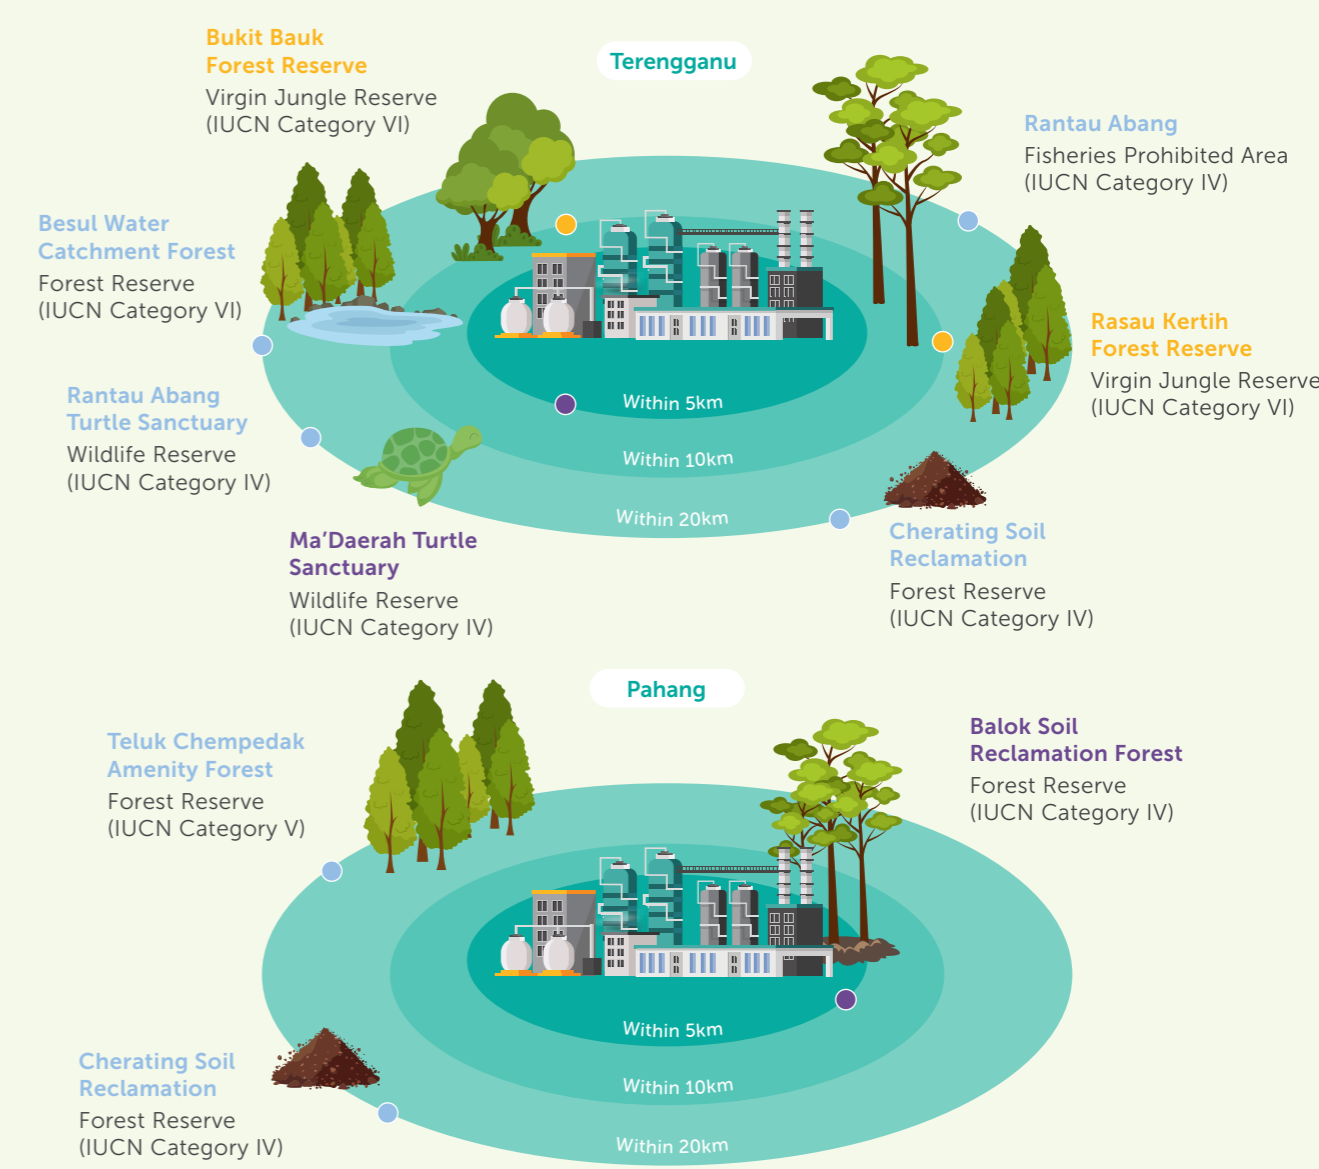 Terengganu
Bukit Bauk
Forest Reserve
Virgin Jungle Reserve
(IUCN Category VI)
Rantau Abang
Fisheries Prohibited Area
(IUCN Category IV)
Besul Water
Catchment Forest
Forest Reserve
(IUCN Category VI)
Rasau Kertih
Forest Reserve
Virgin Jungle Reserve
(IUCN Category VI)
Rantau Abang
Turtle Sanctuary
Wildlife Reserve
(IUCN Category IV)
Within 5km
Within 10km
Within 20km
Ma’Daerah Turtle
Sanctuary
Wildlife Reserve
(IUCN Category IV)
Cherating Soil
Reclamation
Forest Reserve
(IUCN Category IV)
Pahang
Teluk Chempedak
Amenity Forest
Forest Reserve
(IUCN Category V)
Balok Soil
Reclamation Forest
Forest Reserve
(IUCN Category IV)
Within 5km
Within 10km
Within 20km
Cherating Soil
Reclamation
Forest Reserve
(IUCN Category IV)